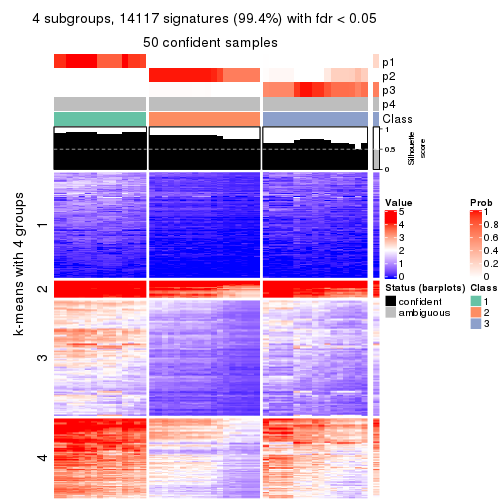 4 subgroups, 14117 signatures (99.4%) with fdr < 0.05
50 confident samples
p1
p2
p3
p4
Class
1
0.5
0
Silhouette
score
k-means with 4 groups
1
2
3
4
Value
5
4
3
2
1
0
Prob
1
0.8
0.6
0.4
0.2
0
Status (barplots)
confident
ambiguous
Class
1
2
3